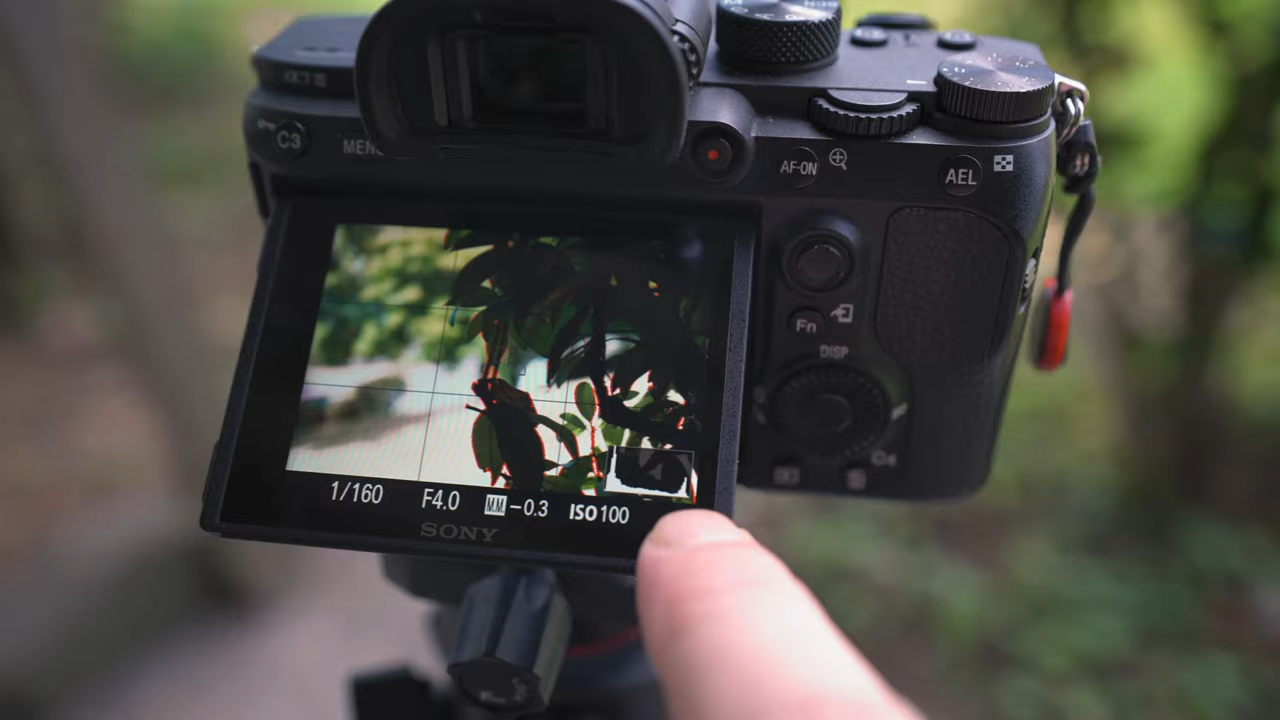 C3
MENU
AF-ON
AEL
Fn
DISP
C4
1/160 F4.0 M.M. -0.3 ISO100
SONY